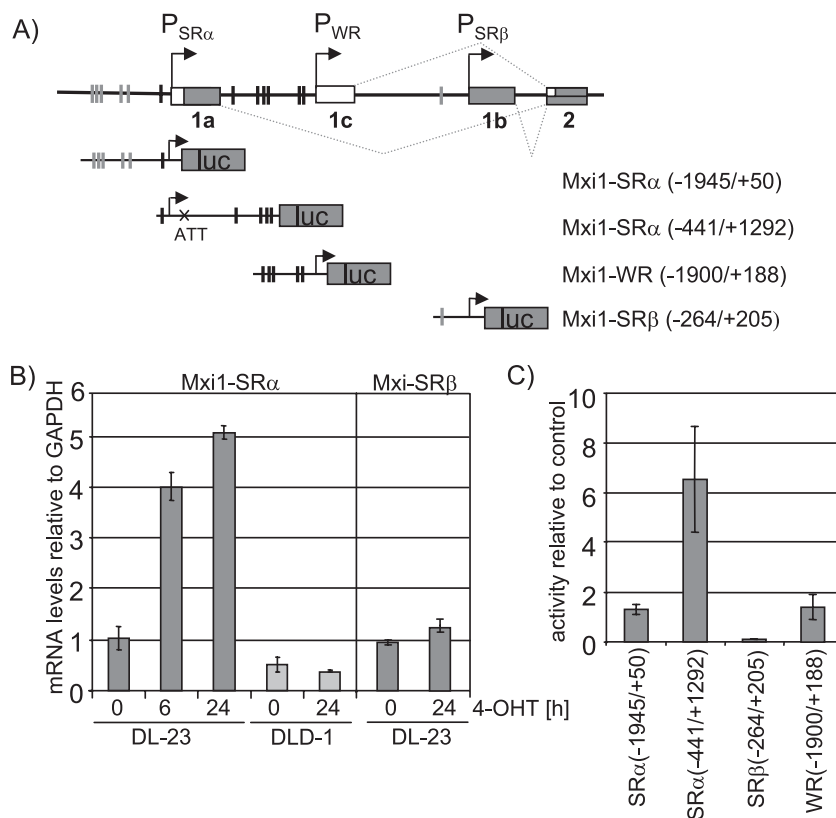 A)
PSRα
PWR
PSRβ
1a
1c
1b
2
luc
Mxi1-SRα (-1945/+50)
ATT
luc
Mxi1-SRα (-441/+1292)
luc
Mxi1-WR (-1900/+188)
luc
Mxi1-SRβ (-264/+205)
B)
Mxi1-SRα
Mxi-SRβ
mRNA levels relative to GAPDH
6
5
4
3
2
1
0
0 6 24 0 24 0 24 4-OHT [h]
DL-23 DLD-1 DL-23
C)
activity relative to control
10
8
6
4
2
0
SRα(-1945/+50)
SRα(-441/+1292)
SRβ(-264/+205)
WR(-1900/+188)